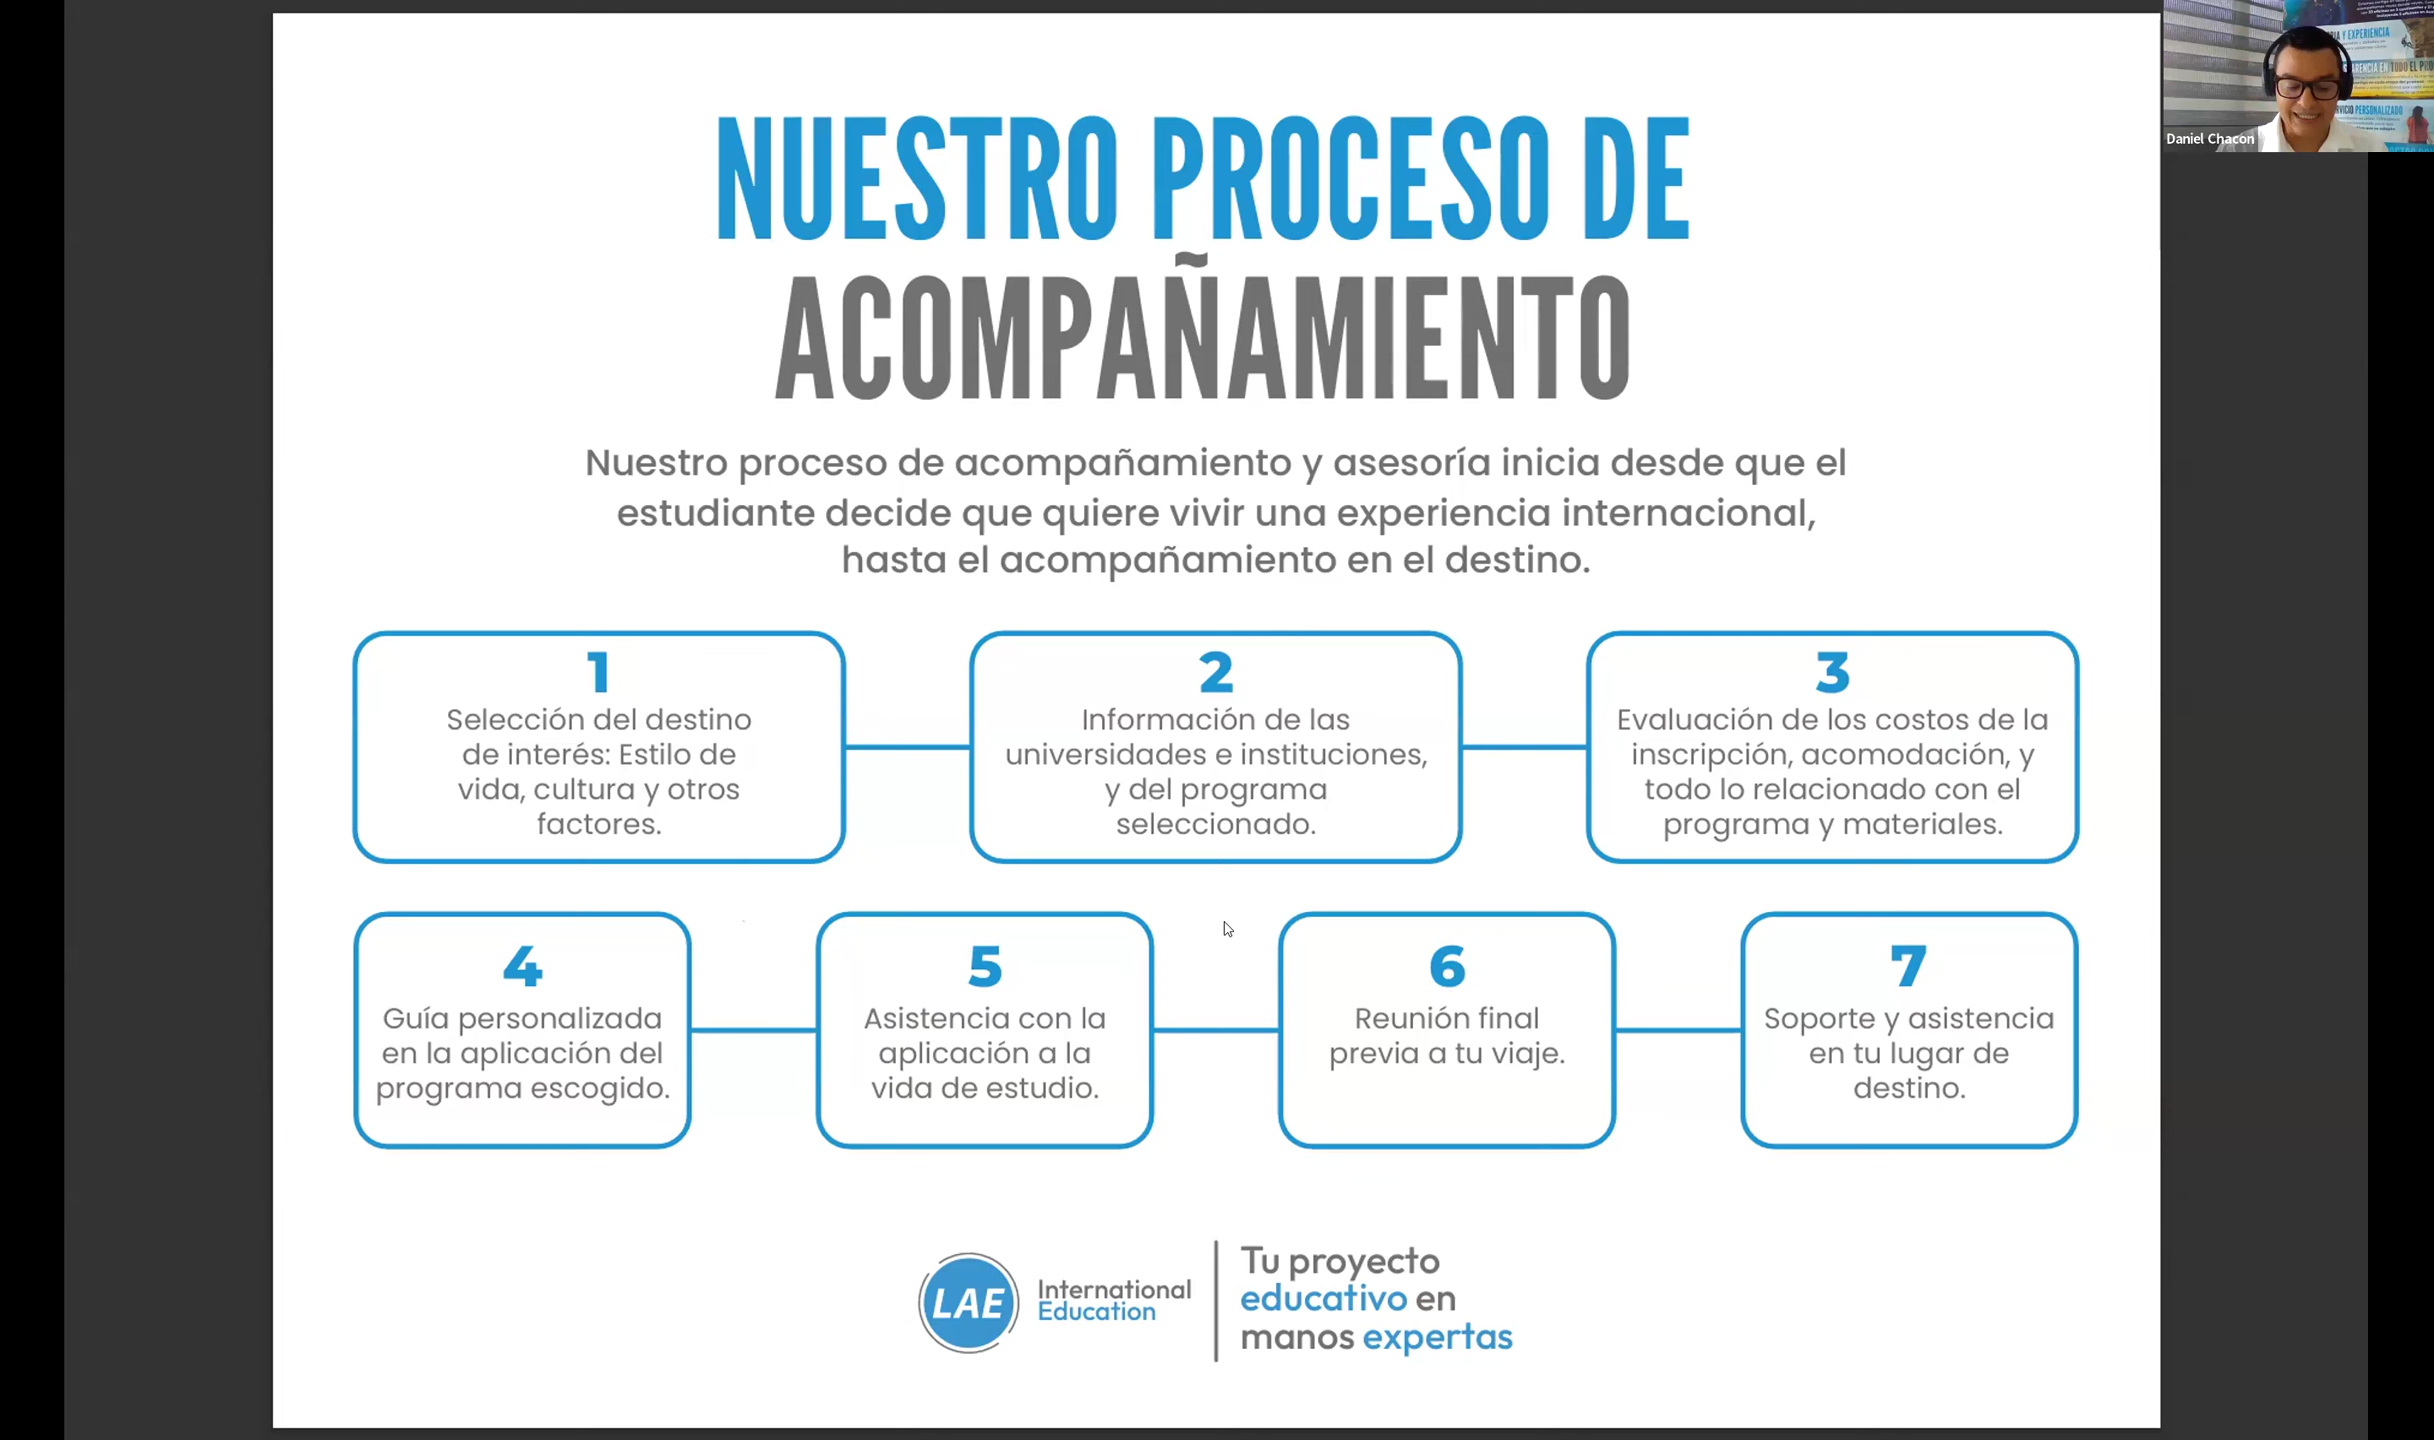 NUESTRO PROCESO DE
ACOMPAÑAMIENTO
Nuestro proceso de acompañamiento y asesoría inicia desde que el
estudiante decide que quiere vivir una experiencia internacional,
hasta el acompañamiento en el destino.
1
Selección del destino
de interés: Estilo de
vida, cultura y otros
factores.
2
Información de las
universidades e instituciones,
y del programa
seleccionado.
3
Evaluación de los costos de la
inscripción, acomodación, y
todo lo relacionado con el
programa y materiales.
4
Guía personalizada
en la aplicación del
programa escogido.
5
Asistencia con la
aplicación a la
vida de estudio.
6
Reunión final
previa a tu viaje.
7
Soporte y asistencia
en tu lugar de
destino.
LAE
International
Education
Tu proyecto
educativo en
manos expertas
Y EXPERIENCIA
EN TODO EL
PERSONALIZADO
Daniel Chacon